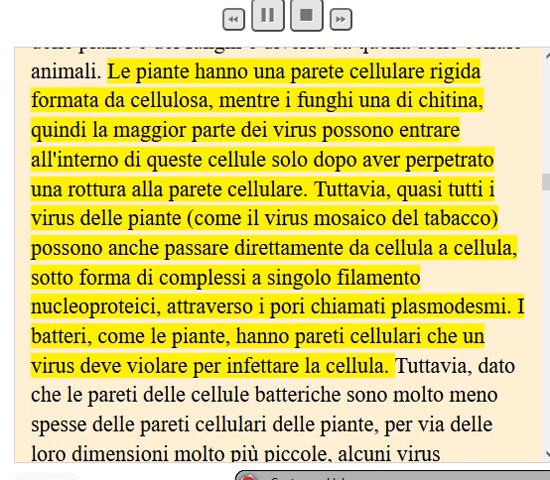 animali. Le piante hanno una parete cellulare rigida
formata da cellulosa, mentre i funghi una di chitina,
quindi la maggior parte dei virus possono entrare
all'interno di queste cellule solo dopo aver perpetrato
una rottura alla parete cellulare. Tuttavia, quasi tutti i
virus delle piante (come il virus mosaico del tabacco)
possono anche passare direttamente da cellula a cellula,
sotto forma di complessi a singolo filamento
nucleoproteici, attraverso i pori chiamati plasmodesmi. I
batteri, come le piante, hanno pareti cellulari che un
virus deve violare per infettare la cellula. Tuttavia, dato
che le pareti delle cellule batteriche sono molto meno
spesse delle pareti cellulari delle piante, per via delle
loro dimensioni molto più piccole, alcuni virus